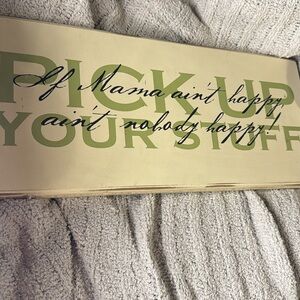 PICK UP
If Mama ain't happy,
YOUR STUFF
ain't nobody happy!